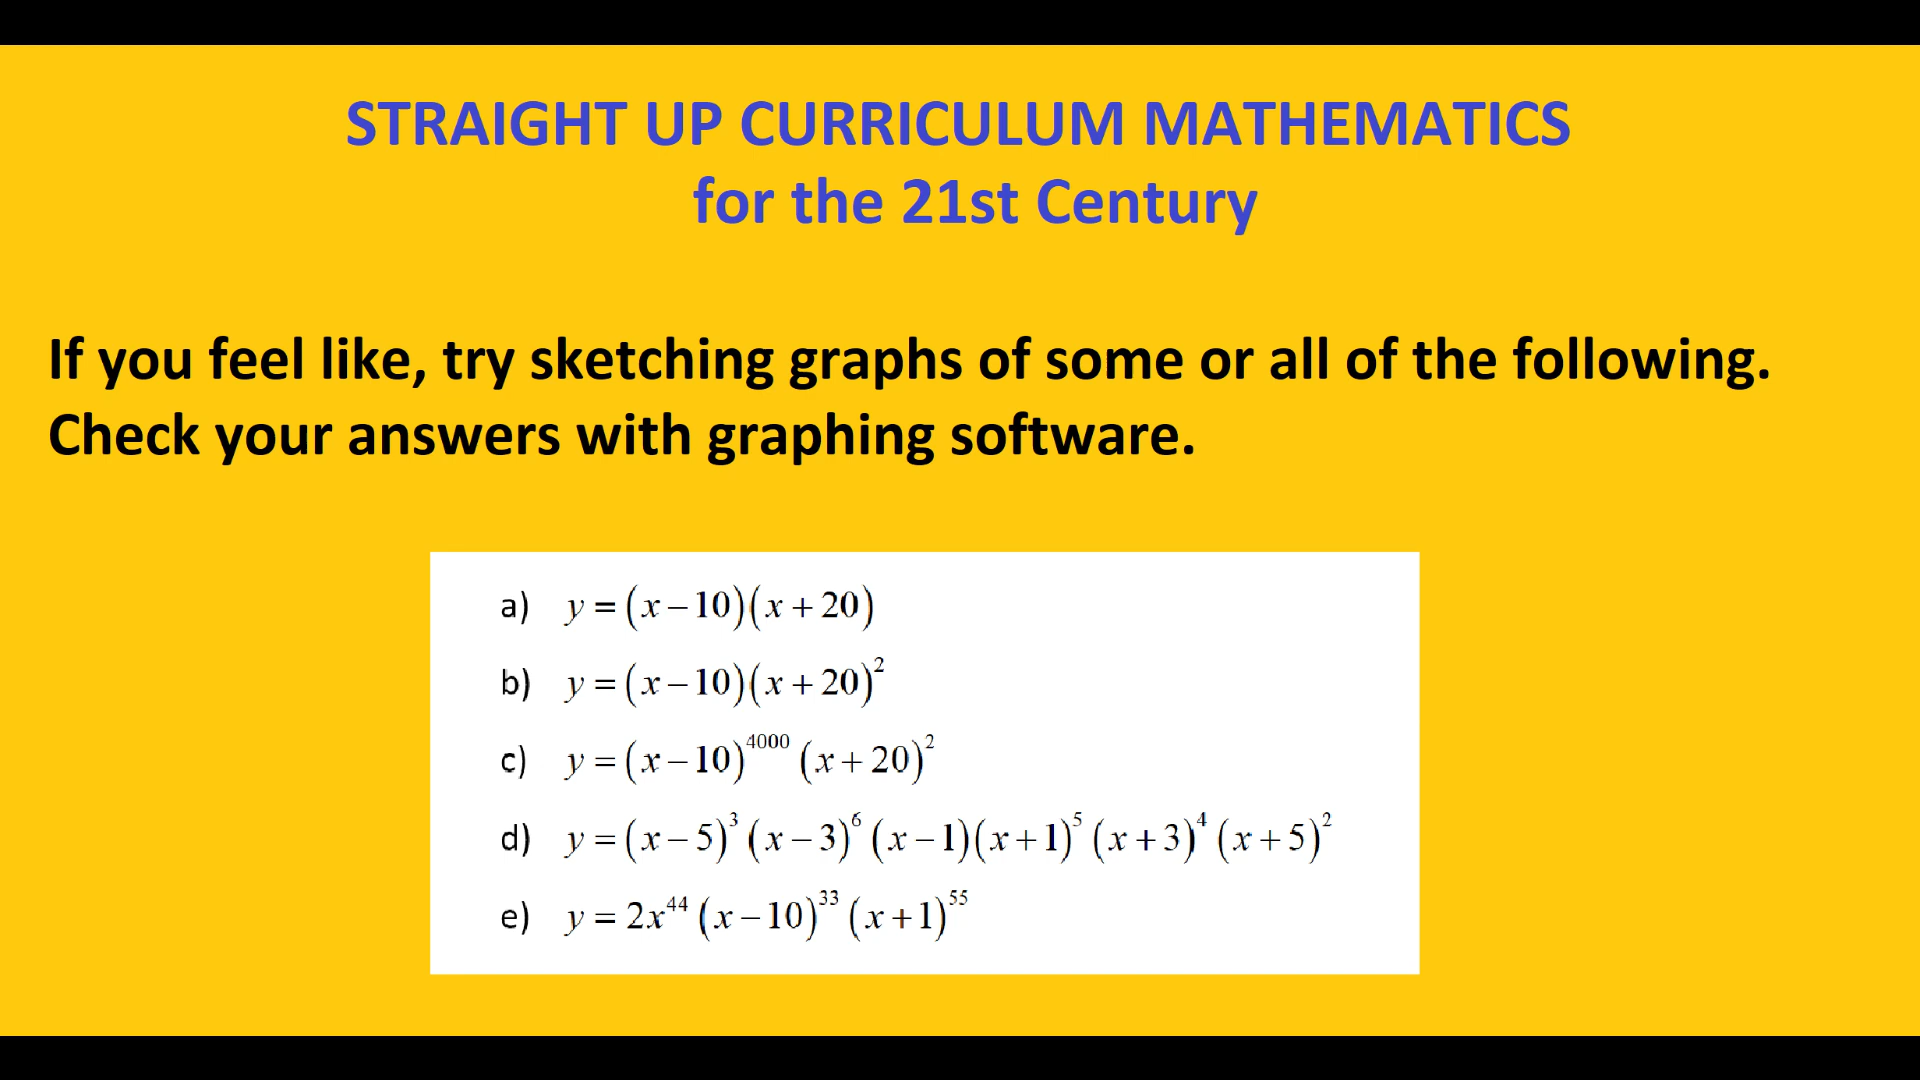 STRAIGHT UP CURRICULUM MATHEMATICS
for the 21st Century
If you feel like, try sketching graphs of some or all of the following.
Check your answers with graphing software.
a) y = (x − 10)(x + 20)
b) y = (x − 10)(x + 20)²
c) y = (x − 10)⁴⁰⁰⁰ (x + 20)²
d) y = (x − 5)³ (x − 3)⁶ (x − 1)(x + 1)⁵ (x + 3)⁴ (x + 5)²
e) y = 2x⁴⁴ (x − 10)³³ (x + 1)⁵⁵